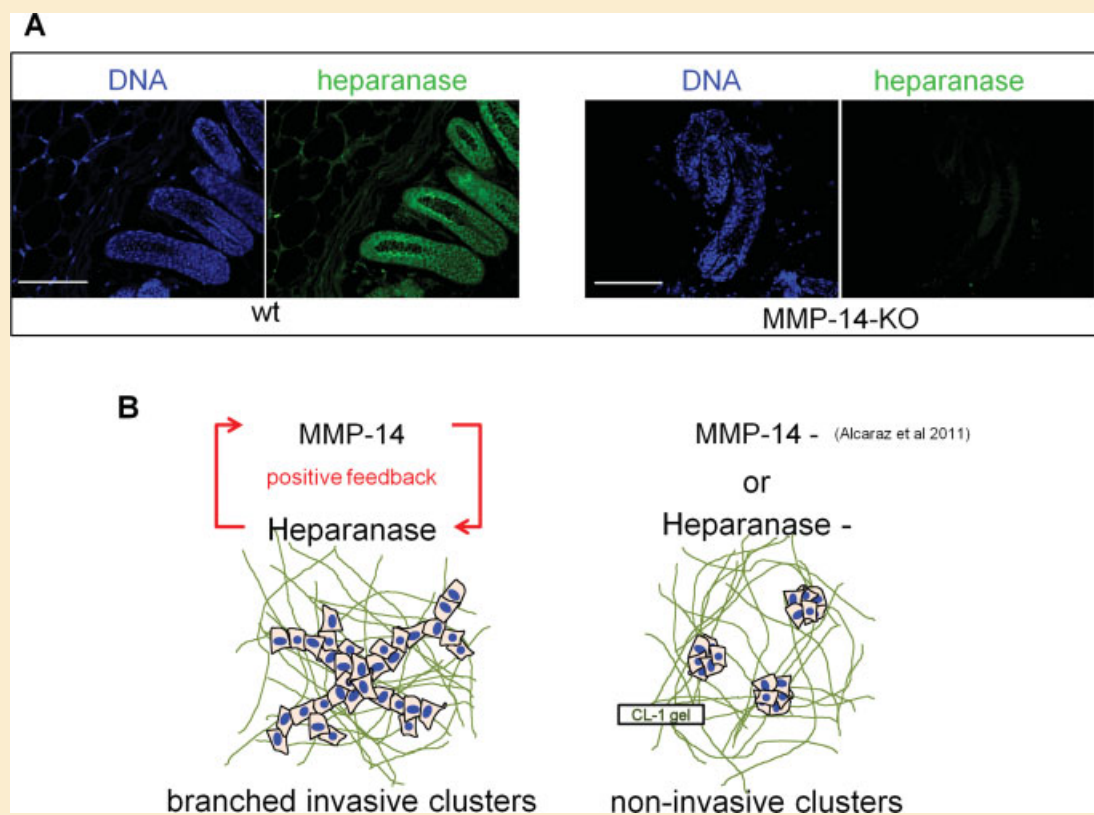 A
DNA heparanase DNA heparanase
wt MMP-14-KO
B
MMP-14 MMP-14 - (Alcaraz et al 2011)
positive feedback or
Heparanase Heparanase -
CL-1 gel
branched invasive clusters non-invasive clusters